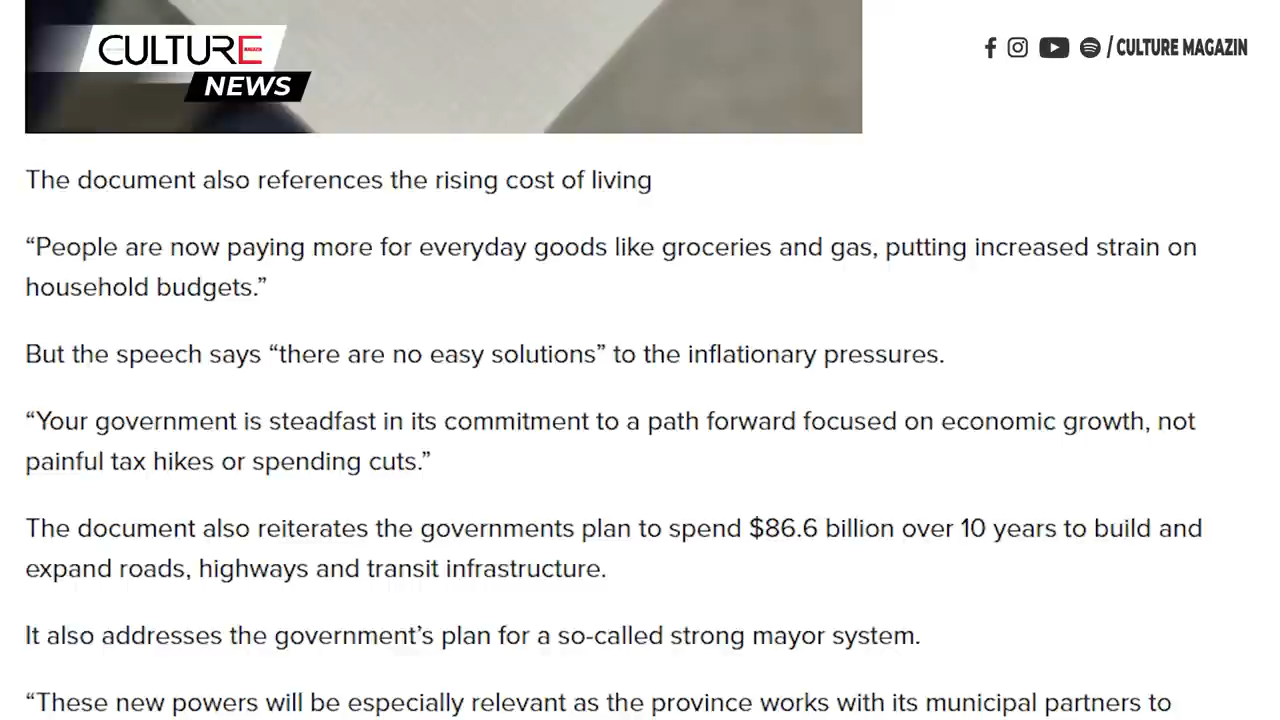 CULTURE
NEWS
/ CULTURE MAGAZIN
The document also references the rising cost of living
“People are now paying more for everyday goods like groceries and gas, putting increased strain on
household budgets.”
But the speech says “there are no easy solutions” to the inflationary pressures.
“Your government is steadfast in its commitment to a path forward focused on economic growth, not
painful tax hikes or spending cuts.”
The document also reiterates the governments plan to spend $86.6 billion over 10 years to build and
expand roads, highways and transit infrastructure.
It also addresses the government’s plan for a so-called strong mayor system.
“These new powers will be especially relevant as the province works with its municipal partners to